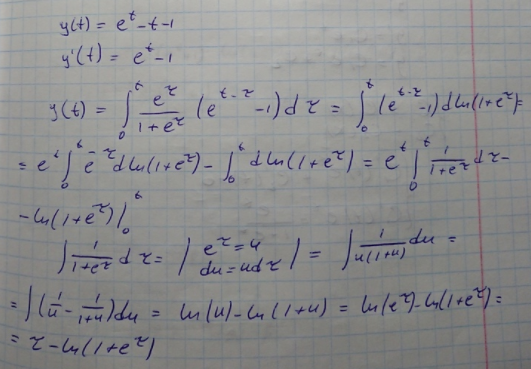 y(t) = e^t - t - 1
y'(t) = e^t - 1
y(t) = ∫_0^t e^τ/(1+e^τ) (e^{t-τ} - 1) dτ = ∫_0^t (e^{t-τ} - 1) d ln(1+e^τ) =
= e^t ∫_0^t e^{-τ} d ln(1+e^τ) - ∫_0^t d ln(1+e^τ) = e^t ∫_0^t 1/(1+e^τ) dτ -
- ln(1+e^τ) |_0^t
∫ 1/(1+e^τ) dτ = | e^τ = u
du = u dτ | = ∫ 1/(u(1+u)) du =
= ∫ (1/u - 1/(1+u)) du = ln(u) - ln(1+u) = ln(e^τ) - ln(1+e^τ) =
= τ - ln(1+e^τ)